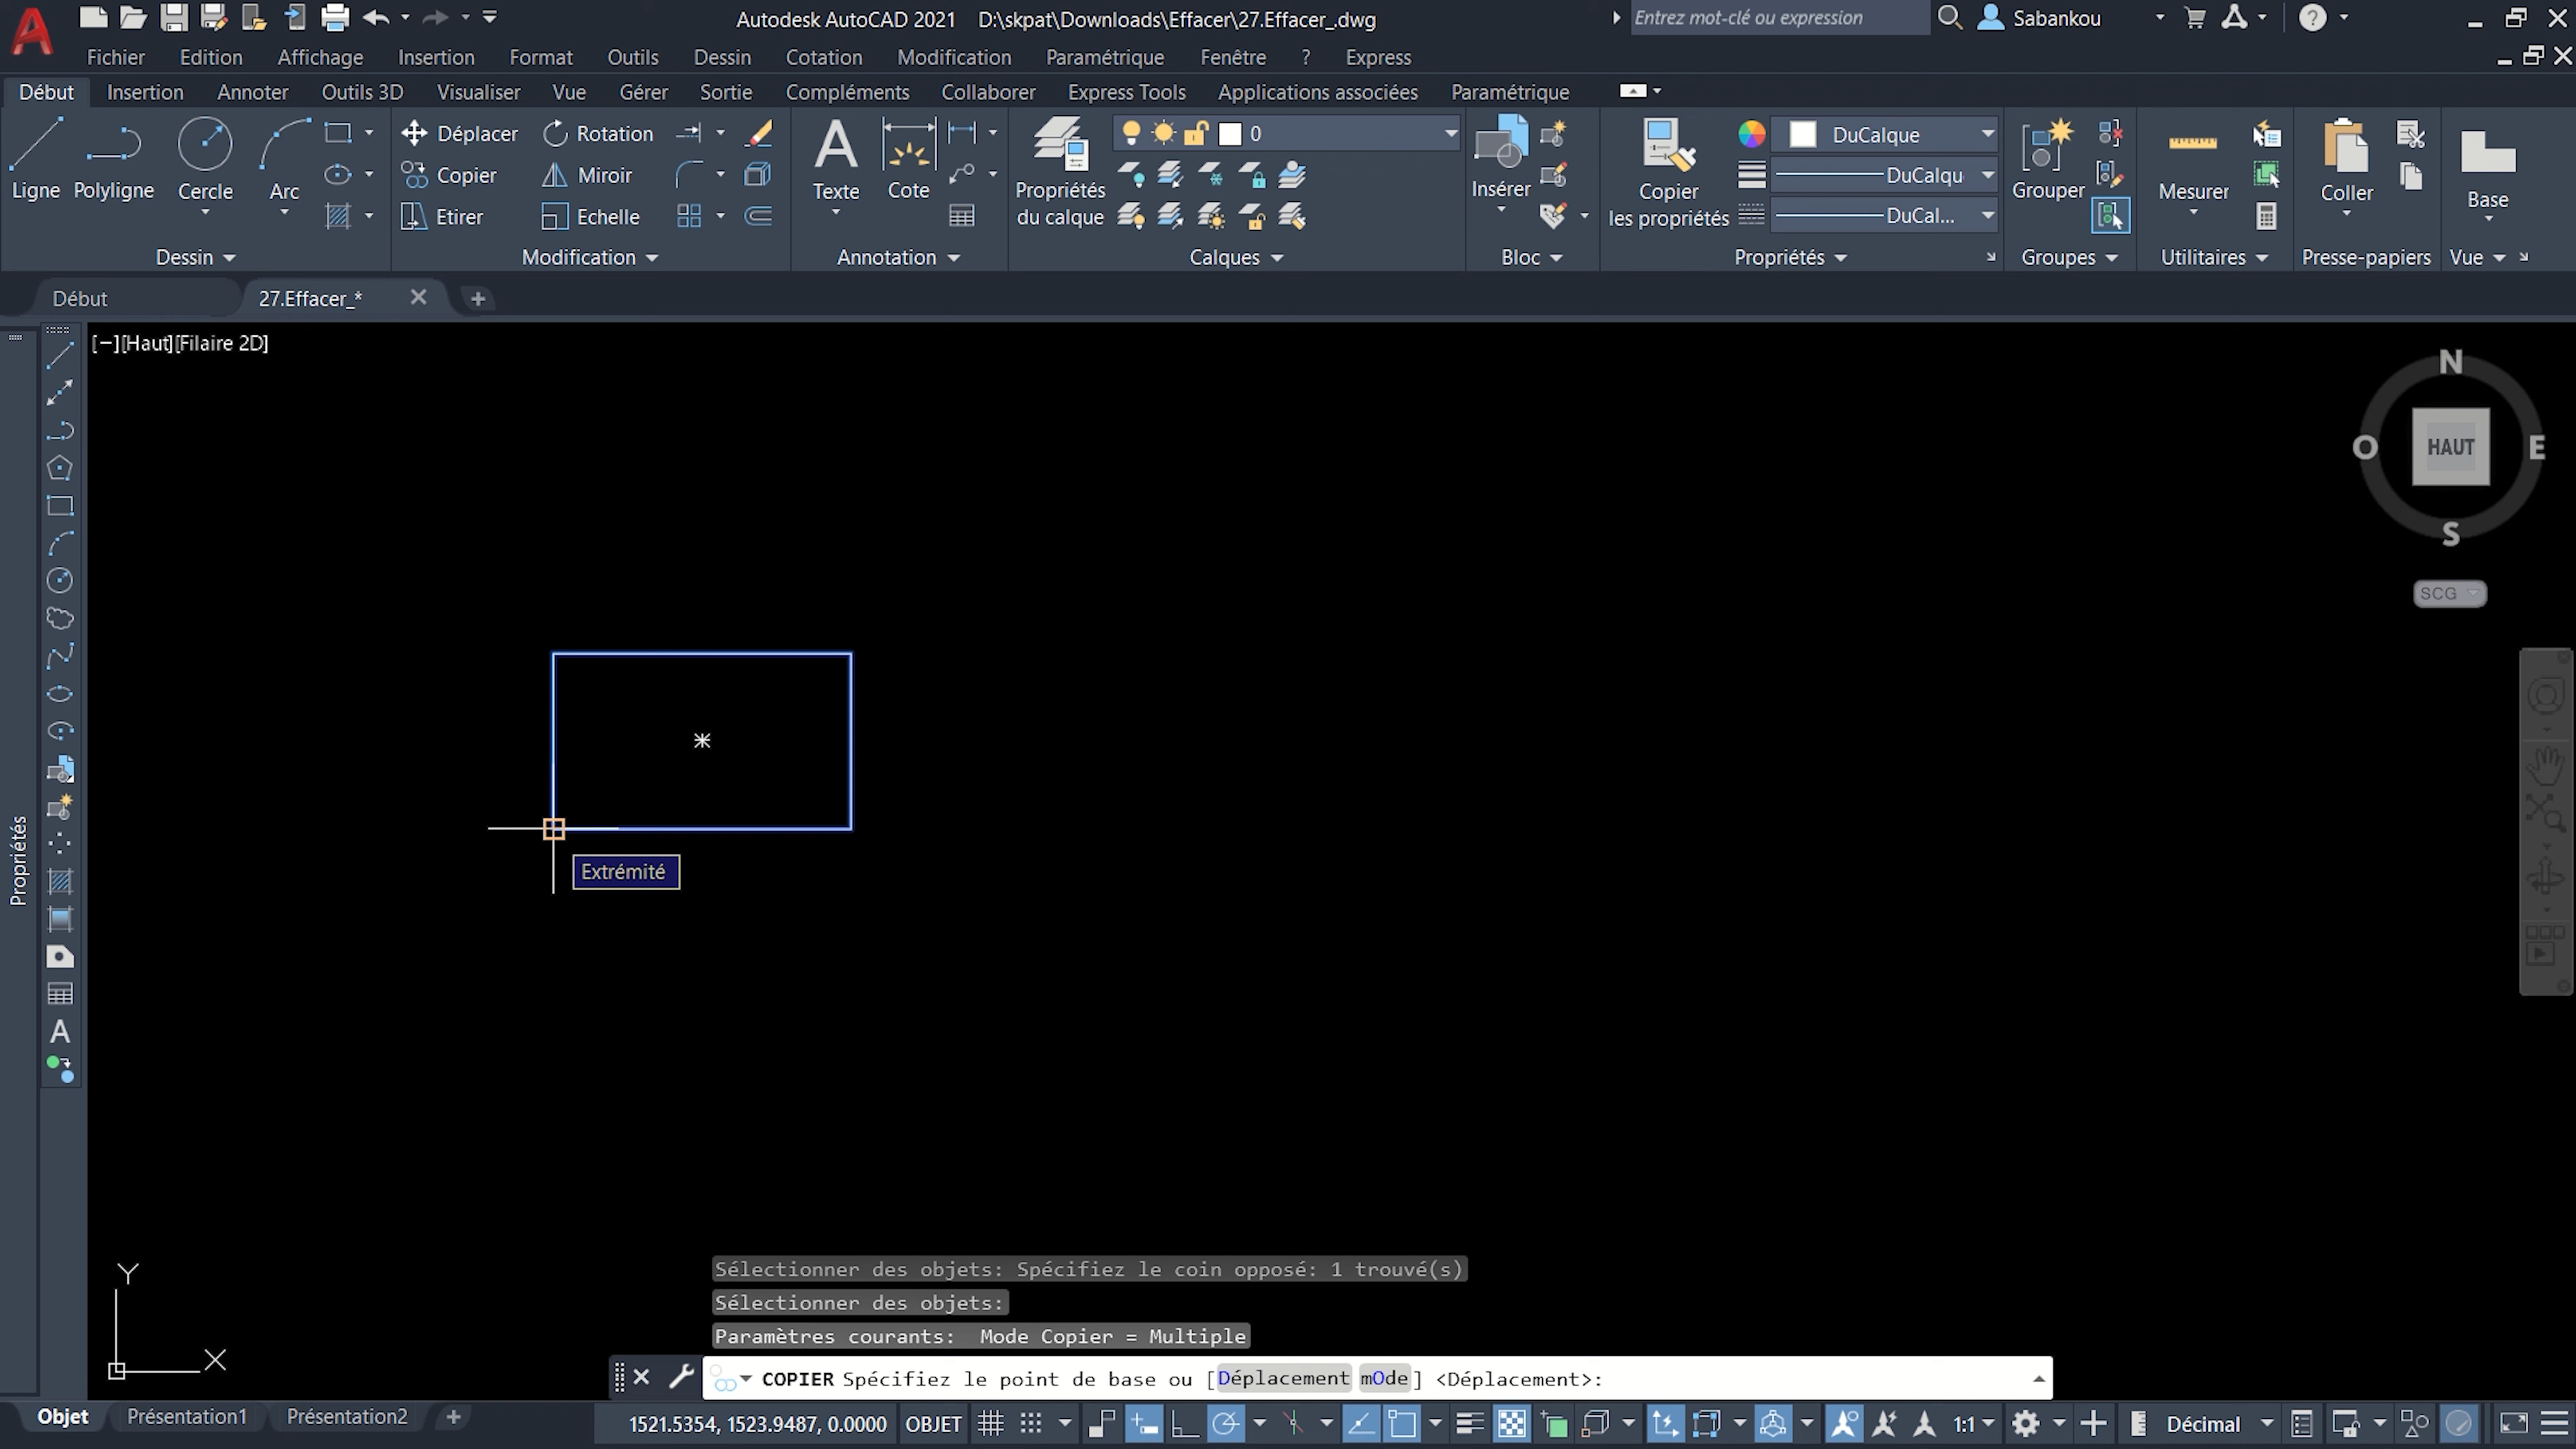 Autodesk AutoCAD 2021 D:\skpat\Downloads\Effacer\27.Effacer_.dwg
Entrez mot-clé ou expression
Sabankou
Fichier Edition Affichage Insertion Format Outils Dessin Cotation Modification Paramétrique Fenêtre ? Express
Début Insertion Annoter Outils 3D Visualiser Vue Gérer Sortie Compléments Collaborer Express Tools Applications associées Paramétrique
Ligne Polyligne Cercle Arc
Déplacer Rotation
Copier Miroir
Etirer Echelle
Texte Cote
Propriétés
du calque
0
Insérer
Copier
les propriétés
DuCalque
DuCalqu
DuCal...
Grouper
Mesurer
Coller
Base
Dessin Modification Annotation Calques Bloc Propriétés Groupes Utilitaires Presse-papiers Vue
Début 27.Effacer_*
[−][Haut][Filaire 2D]
N
O HAUT E
S
SCG
Propriétés
A
Extrémité
Y
X
Sélectionner des objets: Spécifiez le coin opposé: 1 trouvé(s)
Sélectionner des objets:
Paramètres courants:  Mode Copier = Multiple
COPIER Spécifiez le point de base ou [Déplacement mOde] <Déplacement>:
Objet Présentation1 Présentation2
1521.5354, 1523.9487, 0.0000 OBJET 1:1 Décimal